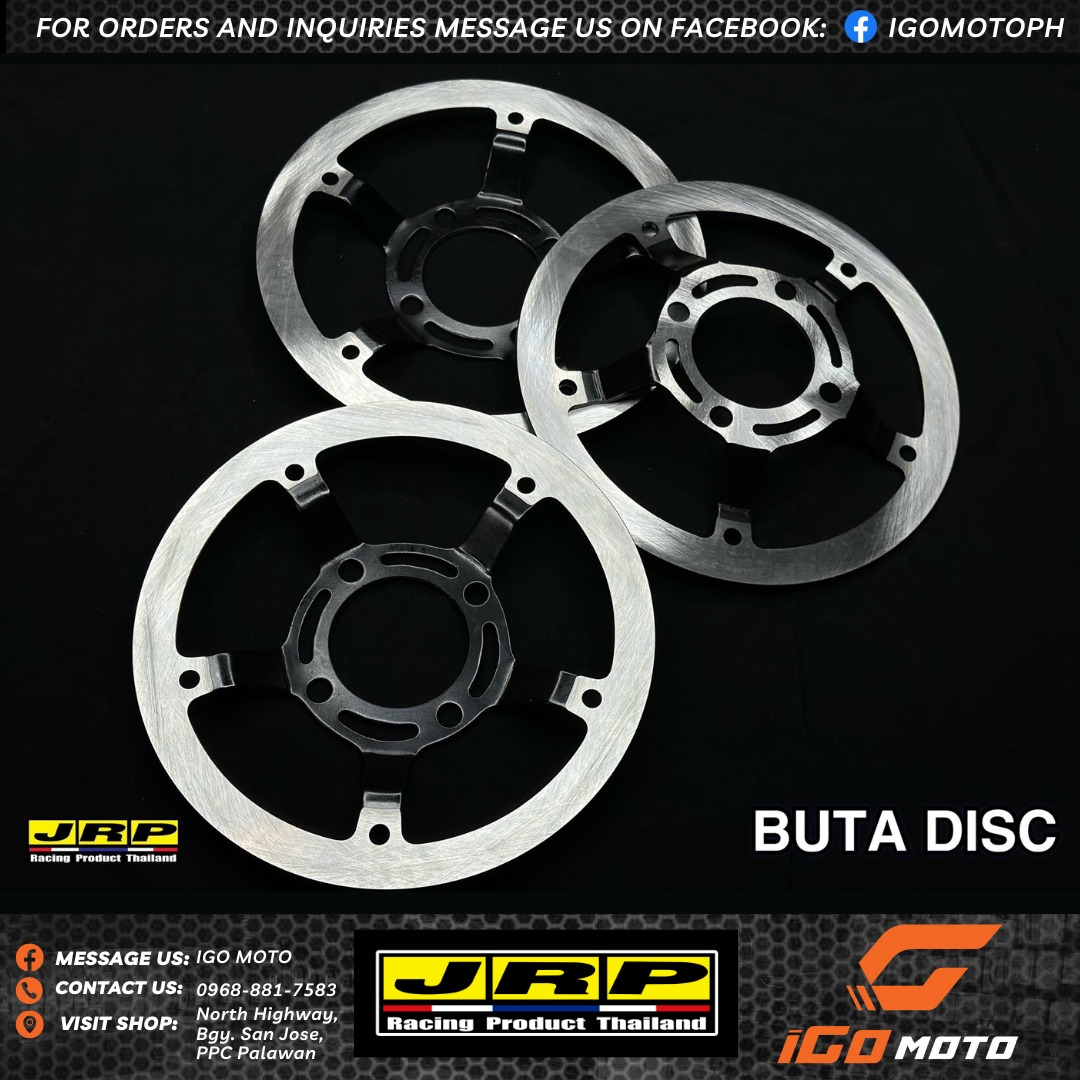 FOR ORDERS AND INQUIRIES MESSAGE US ON FACEBOOK: IGOMOTOPH
JRP
Racing Product Thailand
BUTA DISC
MESSAGE US: IGO MOTO
CONTACT US: 0968-881-7583
VISIT SHOP: North Highway,
Bgy. San Jose,
PPC Palawan
JRP
Racing Product Thailand
iGO MOTO